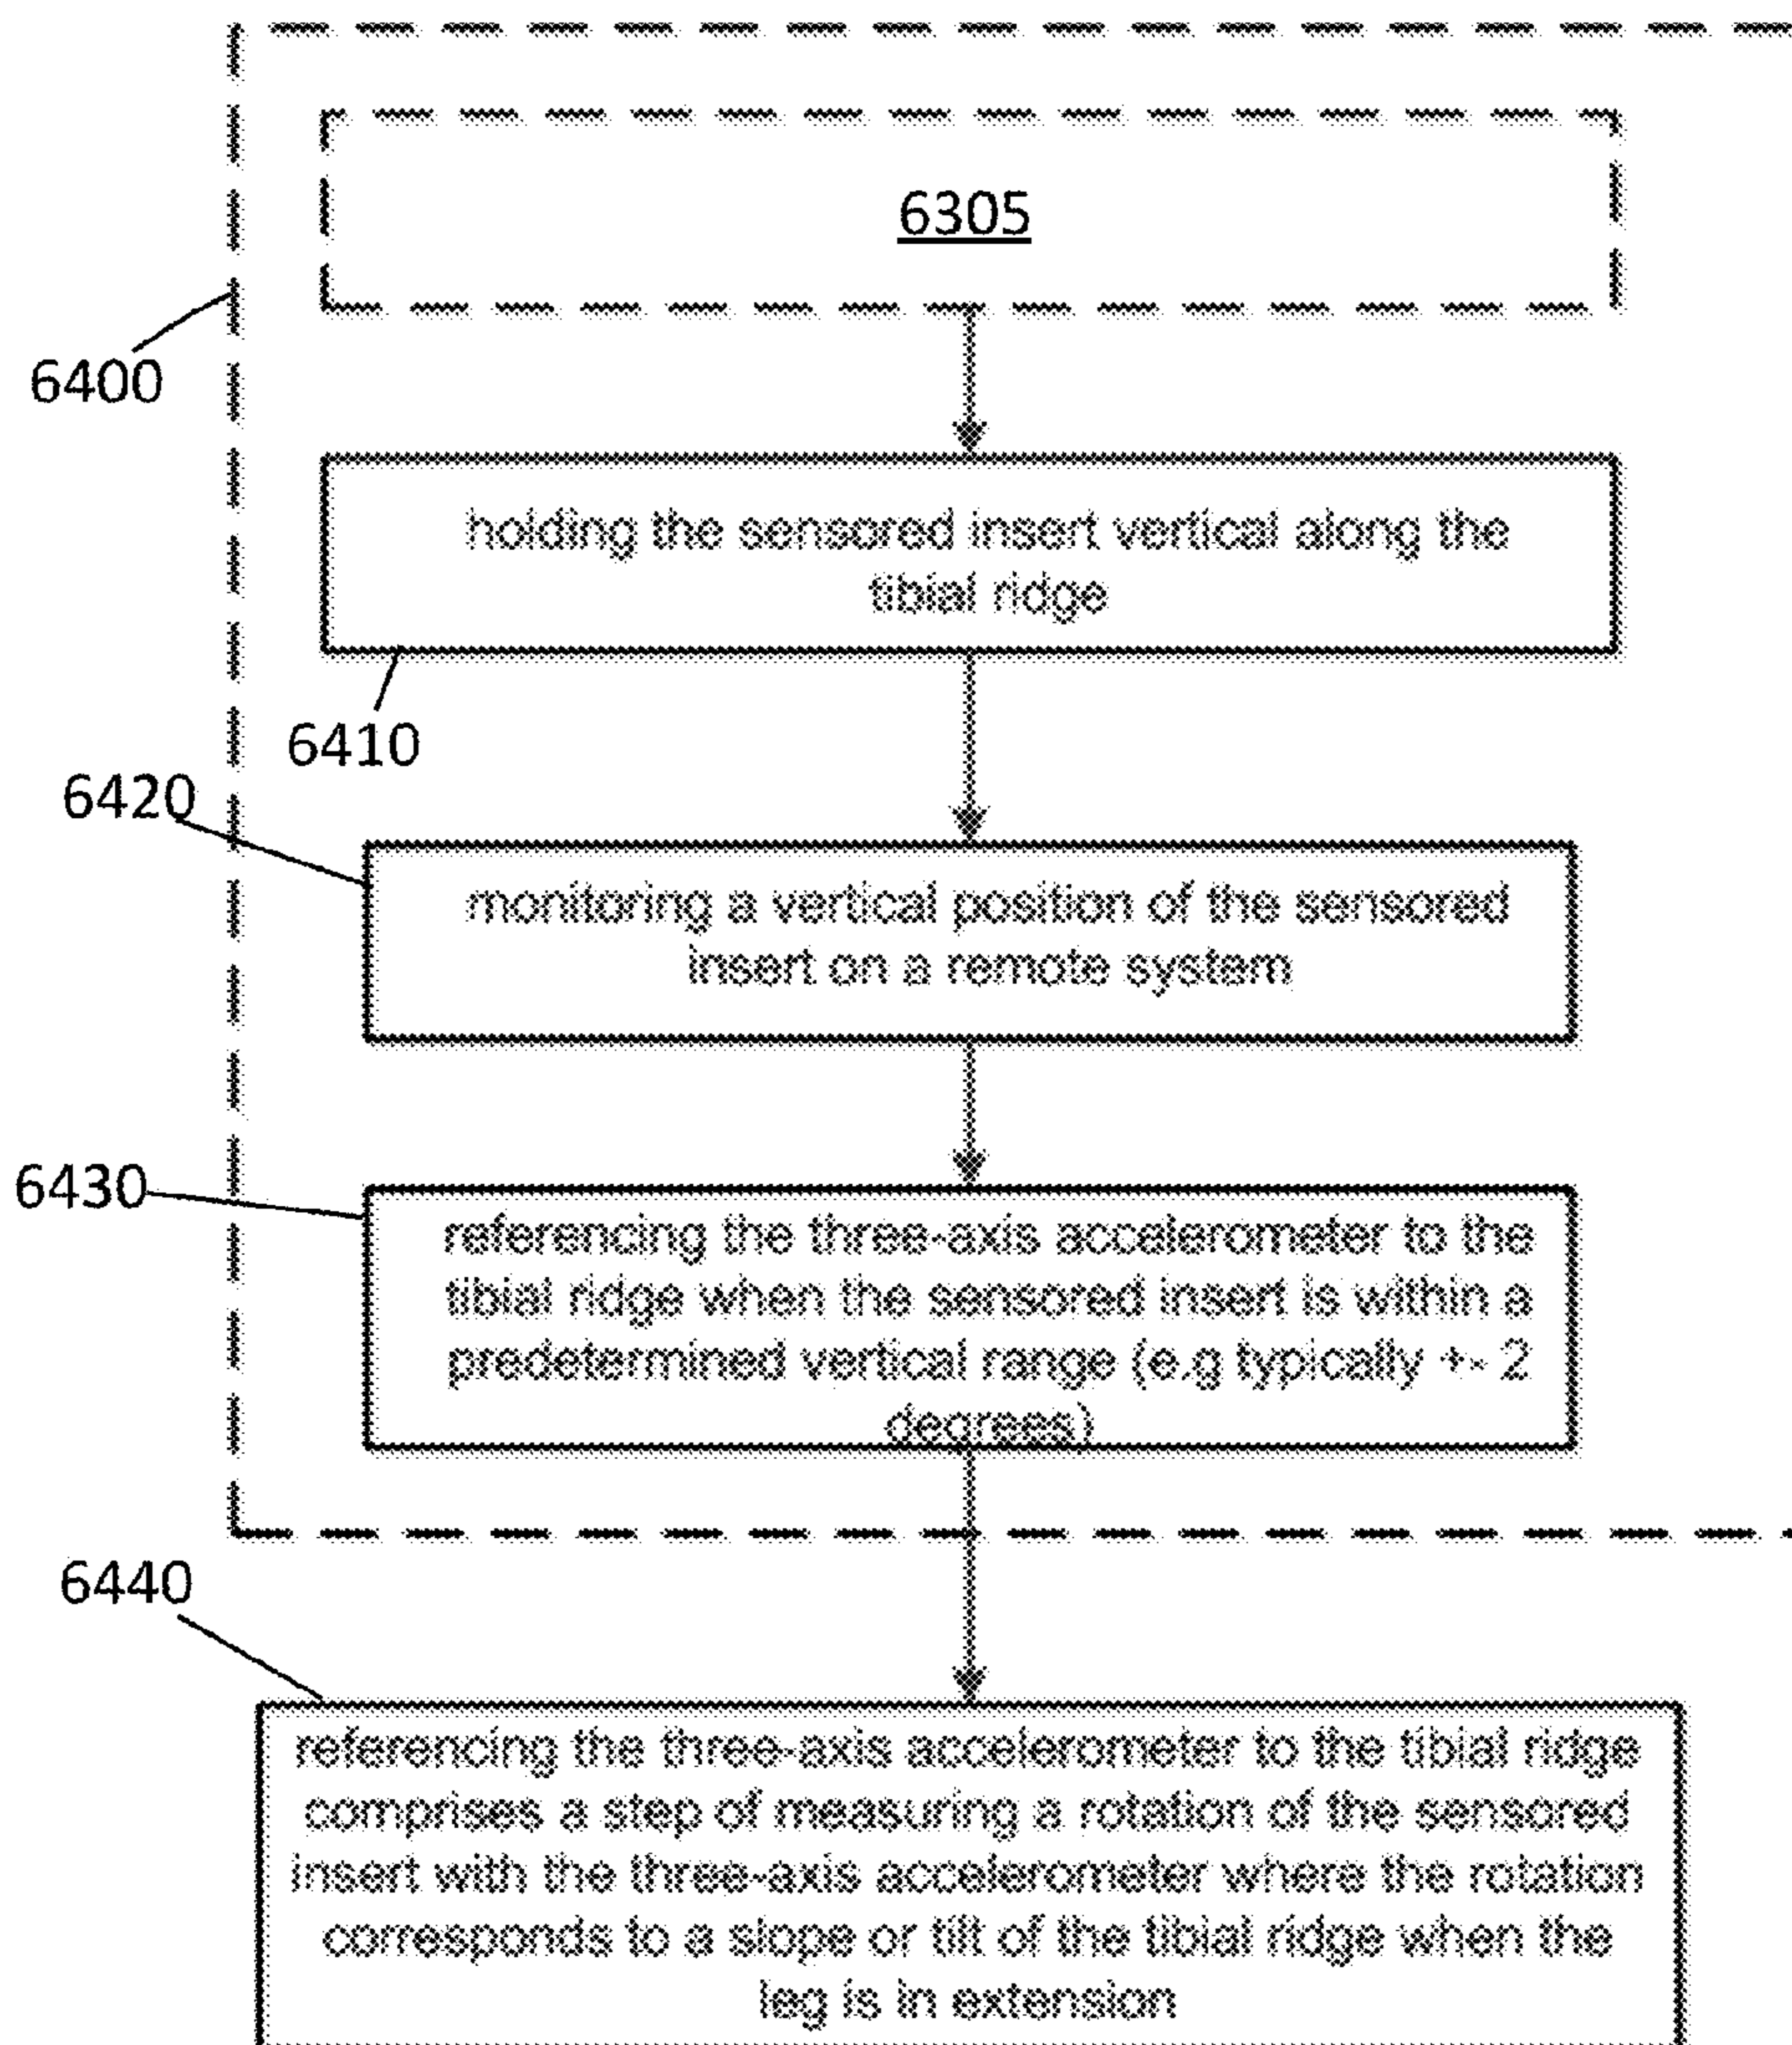 6305
6400
holding the sensored insert vertical along the
tibial ridge
6410
6420
monitoring a vertical position of the sensored
insert on a remote system
6430
referencing the three-axis accelerometer to the
tibial ridge when the sensored insert is within a
predetermined vertical range (e.g typically +- 2
degrees)
6440
referencing the three-axis accelerometer to the tibial ridge
comprises a step of measuring a rotation of the sensored
insert with the three-axis accelerometer where the rotation
corresponds to a slope or tilt of the tibial ridge when the
leg is in extension